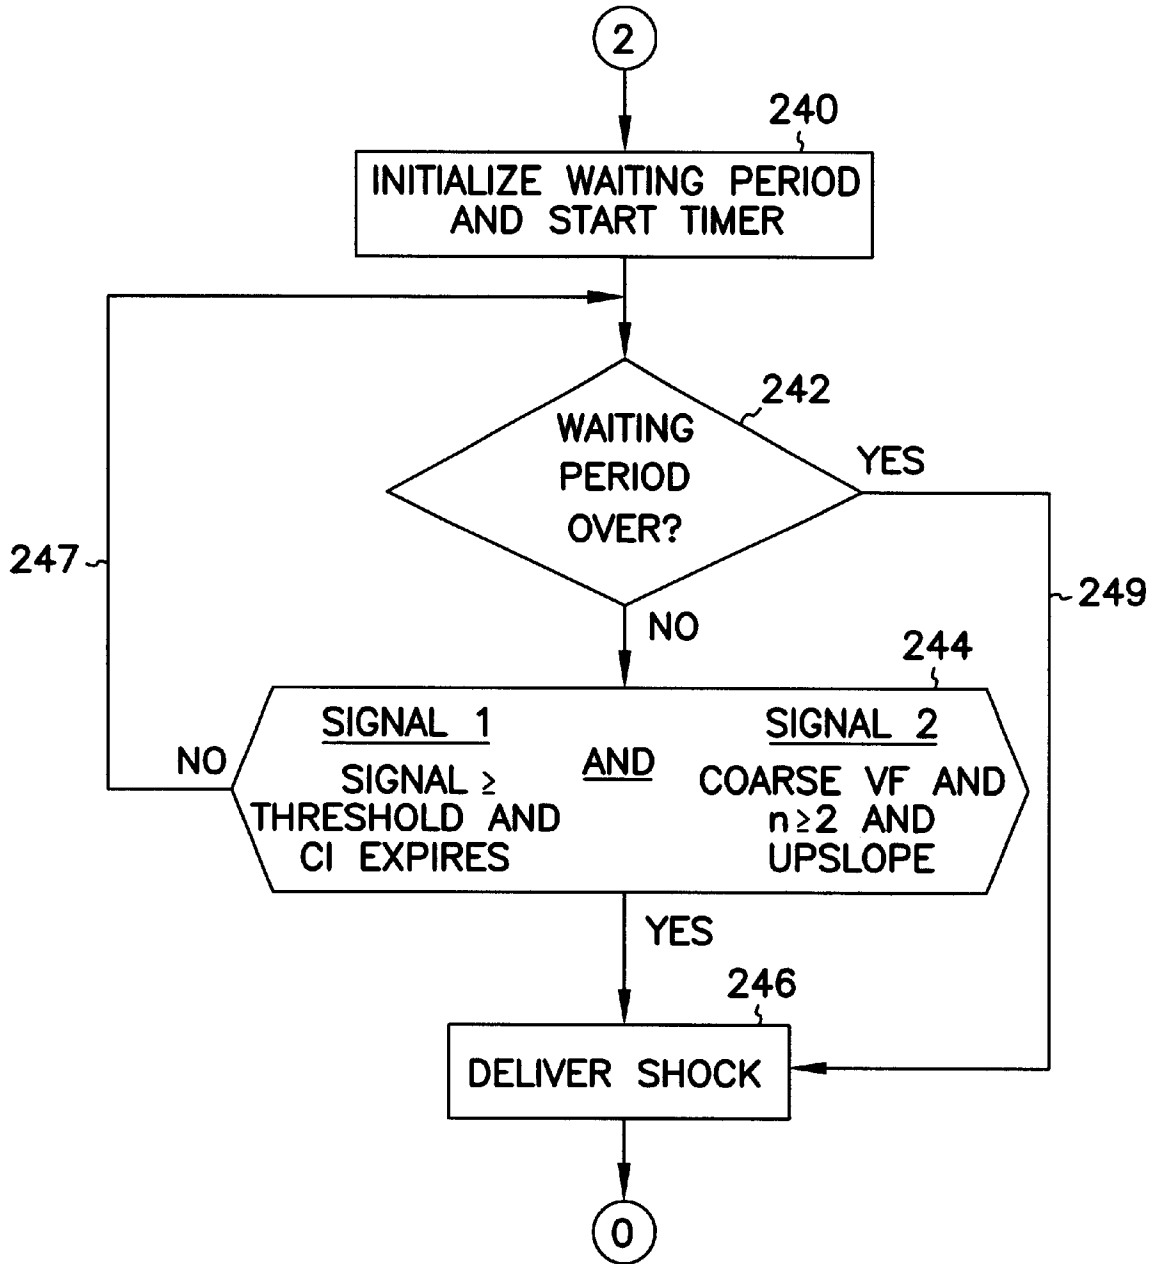 2
240
INITIALIZE WAITING PERIOD
AND START TIMER
242
WAITING
PERIOD
OVER?
YES
247
249
NO
244
SIGNAL 1
SIGNAL ≥
THRESHOLD AND
CI EXPIRES
AND
SIGNAL 2
COARSE VF AND
n≥2 AND
UPSLOPE
NO
YES
246
DELIVER SHOCK
0